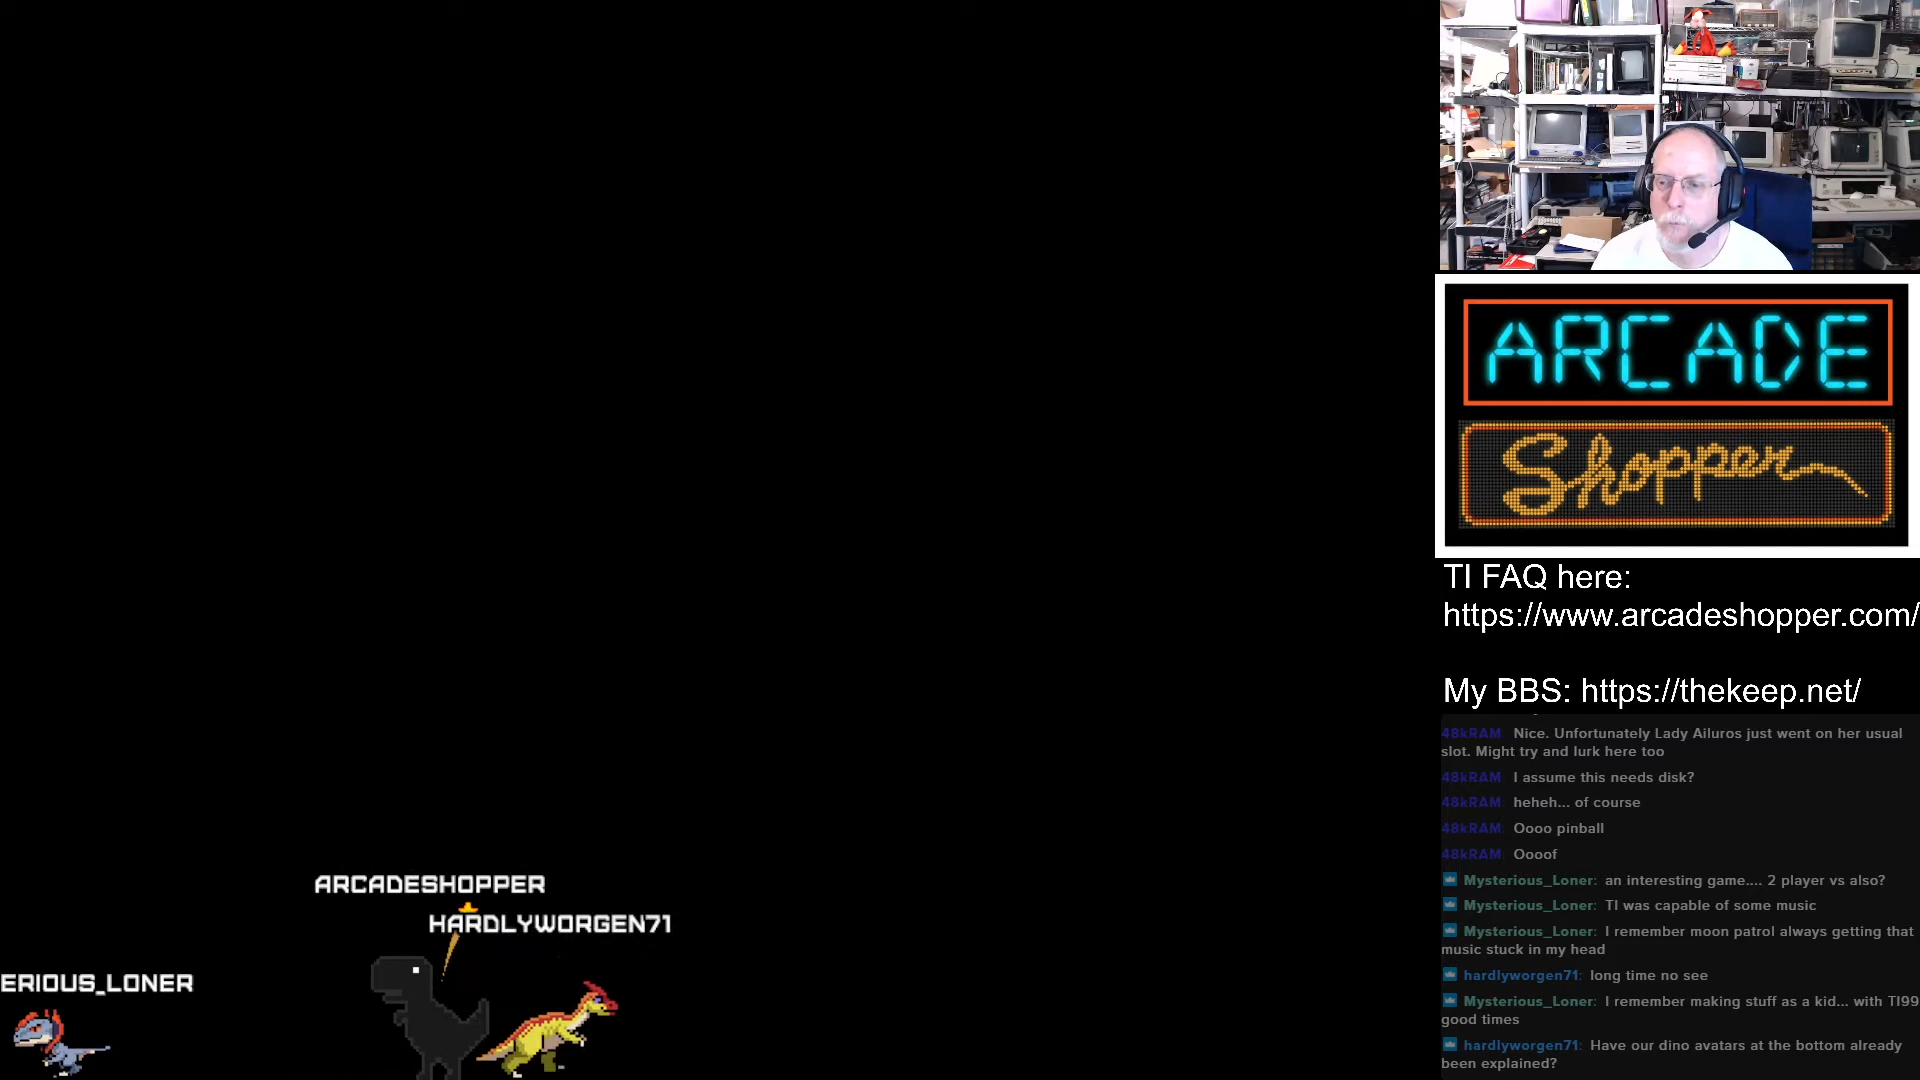 ARCADE
Shopper
TI FAQ here:
https://www.arcadeshopper.com/
My BBS: https://thekeep.net/
48kRAM: Nice. Unfortunately Lady Ailuros just went on her usual
slot. Might try and lurk here too
48kRAM: I assume this needs disk?
48kRAM: heheh... of course
48kRAM: Oooo pinball
48kRAM: Oooof
Mysterious_Loner: an interesting game.... 2 player vs also?
Mysterious_Loner: TI was capable of some music
Mysterious_Loner: I remember moon patrol always getting that
music stuck in my head
hardlyworgen71: long time no see
Mysterious_Loner: I remember making stuff as a kid... with TI99
good times
hardlyworgen71: Have our dino avatars at the bottom already
been explained?
ARCADESHOPPER
HARDLYWORGEN71
ERIOUS_LONER